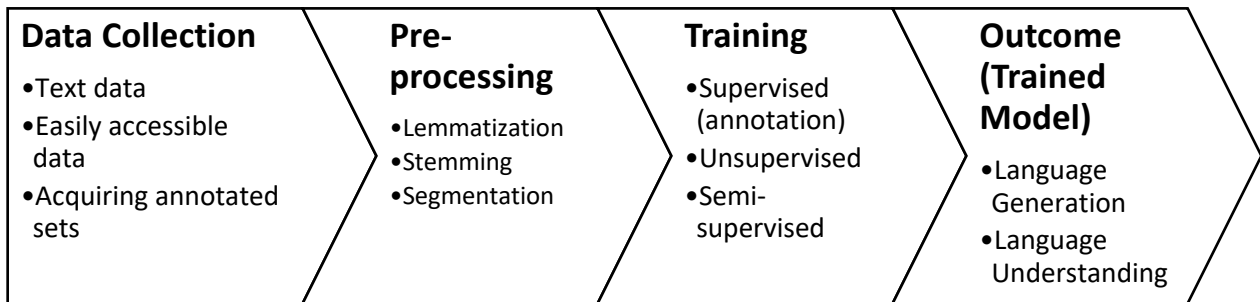 Data Collection
•Text data
•Easily accessible
data
•Acquiring annotated
sets
Pre-
processing
•Lemmatization
•Stemming
•Segmentation
Training
•Supervised
(annotation)
•Unsupervised
•Semi-
supervised
Outcome
(Trained
Model)
•Language
Generation
•Language
Understanding